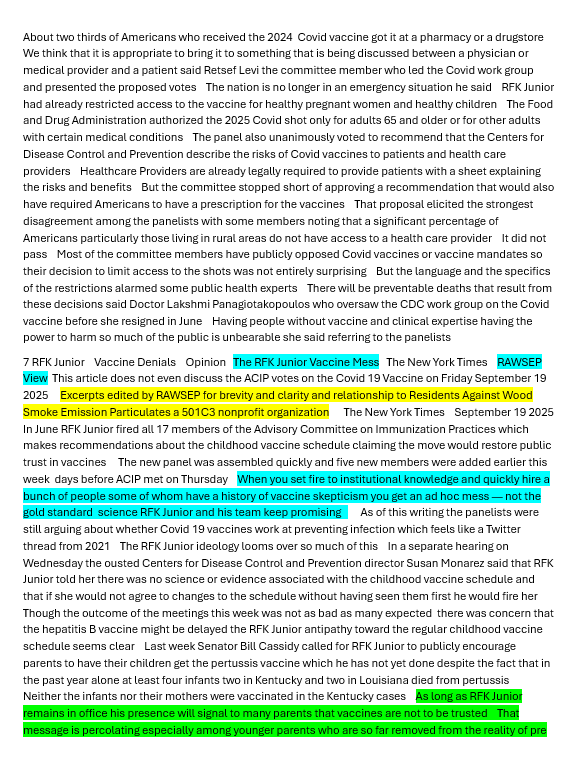 About two thirds of Americans who received the 2024 Covid vaccine got it at a pharmacy or a drugstore
We think that it is appropriate to bring it to something that is being discussed between a physician or
medical provider and a patient said Retsef Levi the committee member who led the Covid work group
and presented the proposed votes The nation is no longer in an emergency situation he said RFK Junior
had already restricted access to the vaccine for healthy pregnant women and healthy children The Food
and Drug Administration authorized the 2025 Covid shot only for adults 65 and older or for other adults
with certain medical conditions The panel also unanimously voted to recommend that the Centers for
Disease Control and Prevention describe the risks of Covid vaccines to patients and health care
providers Healthcare Providers are already legally required to provide patients with a sheet explaining
the risks and benefits But the committee stopped short of approving a recommendation that would also
have required Americans to have a prescription for the vaccines That proposal elicited the strongest
disagreement among the panelists with some members noting that a significant percentage of
Americans particularly those living in rural areas do not have access to a health care provider It did not
pass Most of the committee members have publicly opposed Covid vaccines or vaccine mandates so
their decision to limit access to the shots was not entirely surprising But the language and the specifics
of the restrictions alarmed some public health experts There will be preventable deaths that result from
these decisions said Doctor Lakshmi Panagiotakopoulos who oversaw the CDC work group on the Covid
vaccine before she resigned in June Having people without vaccine and clinical expertise having the
power to harm so much of the public is unbearable she said referring to the panelists
7 RFK Junior Vaccine Denials Opinion The RFK Junior Vaccine Mess The New York Times RAWSEP
View This article does not even discuss the ACIP votes on the Covid 19 Vaccine on Friday September 19
2025 Excerpts edited by RAWSEP for brevity and clarity and relationship to Residents Against Wood
Smoke Emission Particulates a 501C3 nonprofit organization The New York Times September 19 2025
In June RFK Junior fired all 17 members of the Advisory Committee on Immunization Practices which
makes recommendations about the childhood vaccine schedule claiming the move would restore public
trust in vaccines The new panel was assembled quickly and five new members were added earlier this
week days before ACIP met on Thursday When you set fire to institutional knowledge and quickly hire a
bunch of people some of whom have a history of vaccine skepticism you get an ad hoc mess — not the
gold standard science RFK Junior and his team keep promising As of this writing the panelists were
still arguing about whether Covid 19 vaccines work at preventing infection which feels like a Twitter
thread from 2021 The RFK Junior ideology looms over so much of this In a separate hearing on
Wednesday the ousted Centers for Disease Control and Prevention director Susan Monarez said that RFK
Junior told her there was no science or evidence associated with the childhood vaccine schedule and
that if she would not agree to changes to the schedule without having seen them first he would fire her
Though the outcome of the meetings this week was not as bad as many expected there was concern that
the hepatitis B vaccine might be delayed the RFK Junior antipathy toward the regular childhood vaccine
schedule seems clear Last week Senator Bill Cassidy called for RFK Junior to publicly encourage
parents to have their children get the pertussis vaccine which he has not yet done despite the fact that in
the past year alone at least four infants two in Kentucky and two in Louisiana died from pertussis
Neither the infants nor their mothers were vaccinated in the Kentucky cases As long as RFK Junior
remains in office his presence will signal to many parents that vaccines are not to be trusted That
message is percolating especially among younger parents who are so far removed from the reality of pre